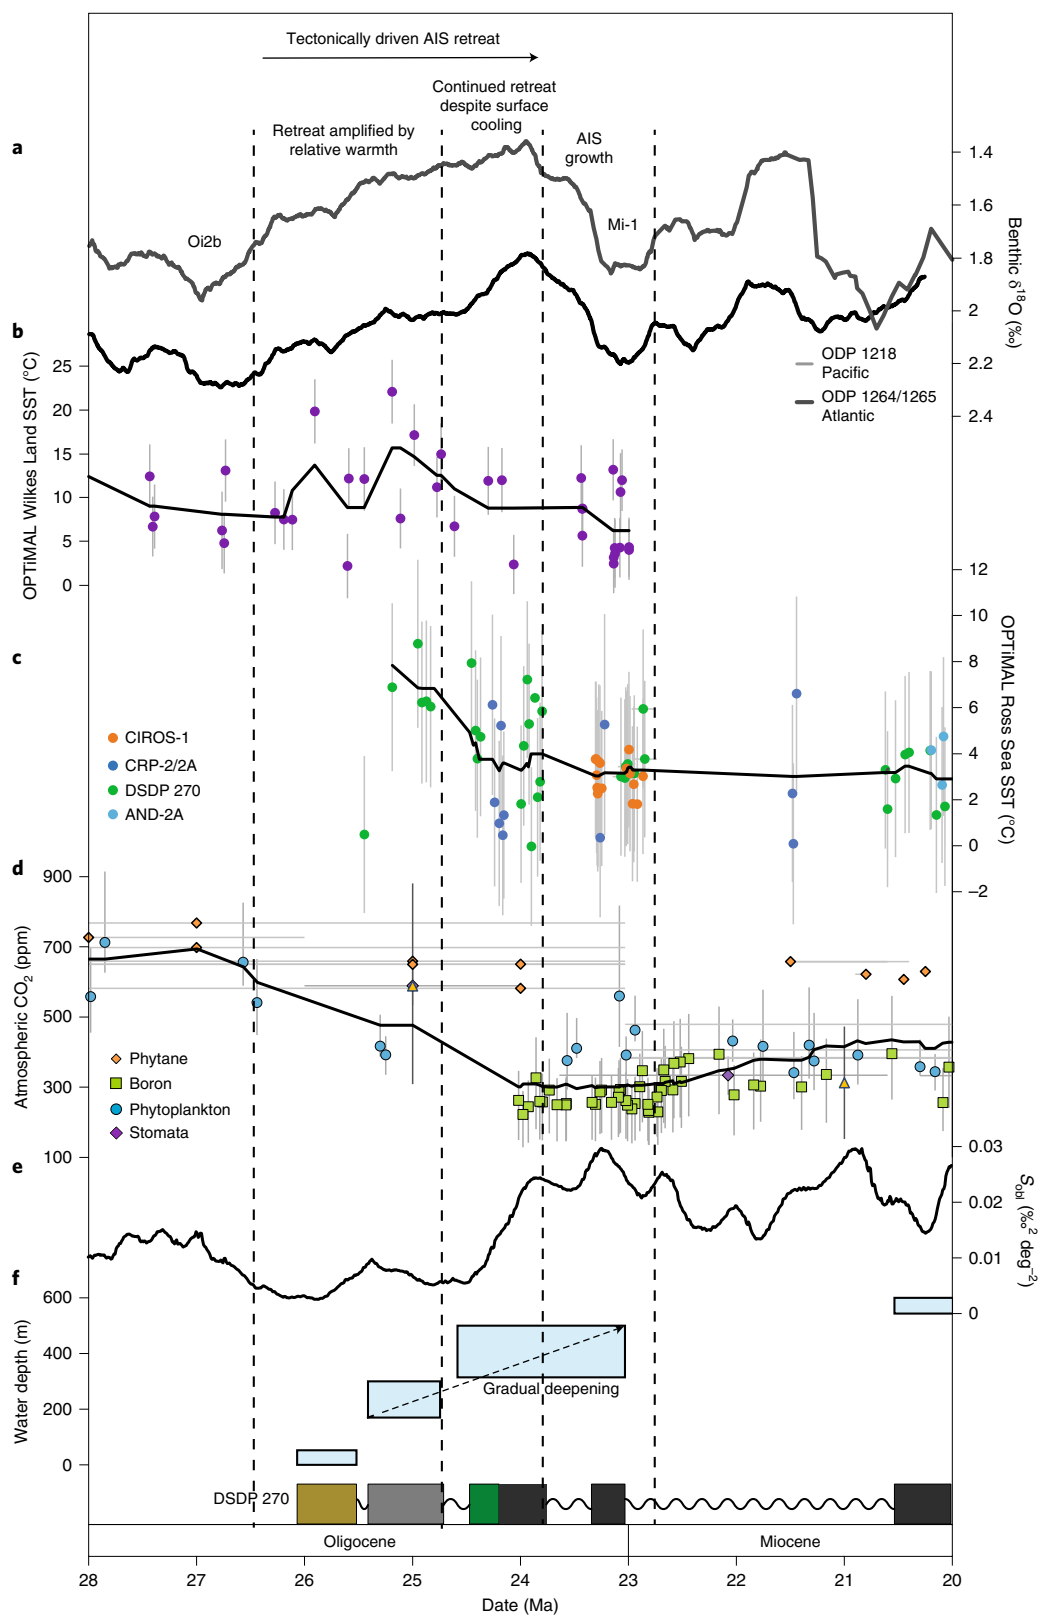 Tectonically driven AIS retreat
Continued retreat
despite surface
cooling
Retreat amplified by
relative warmth
AIS
growth
a
Oi2b
Mi-1
1.4
1.6
1.8
2
2.2
2.4
Benthic δ18O (‰)
ODP 1218
Pacific
ODP 1264/1265
Atlantic
b
25
20
15
10
5
0
OPTiMAL Wilkes Land SST (°C)
c
12
10
8
6
4
2
0
–2
OPTiMAL Ross Sea SST (°C)
CIROS-1
CRP-2/2A
DSDP 270
AND-2A
d
900
700
500
300
100
Atmospheric CO2 (ppm)
Phytane
Boron
Phytoplankton
Stomata
e
0.03
0.02
0.01
0
Sobl (‰2 deg–2)
f
600
400
200
0
Water depth (m)
Gradual deepening
DSDP 270
Oligocene
Miocene
28
27
26
25
24
23
22
21
20
Date (Ma)